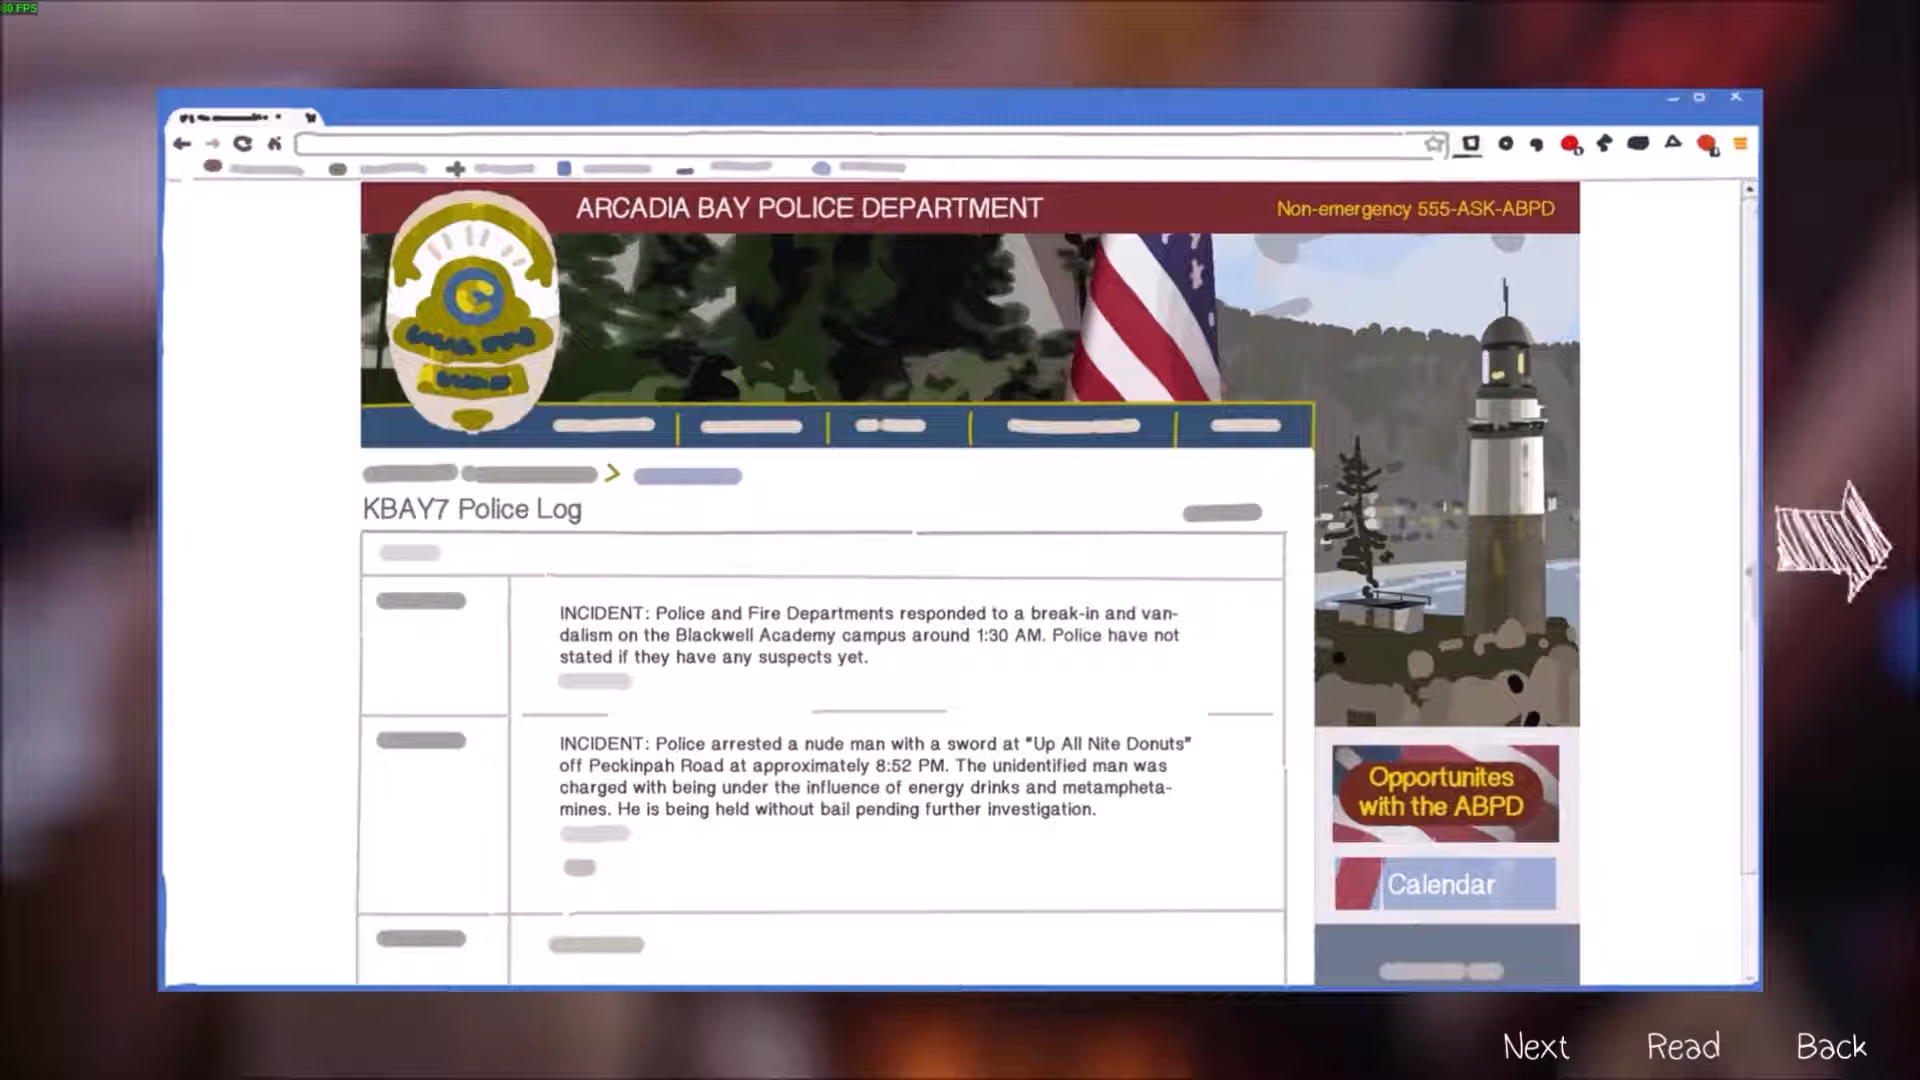 80 FPS
ARCADIA BAY POLICE DEPARTMENT
Non-emergency 555-ASK-ABPD
KBAY7 Police Log
INCIDENT: Police and Fire Departments responded to a break-in and van-
dalism on the Blackwell Academy campus around 1:30 AM. Police have not
stated if they have any suspects yet.
INCIDENT: Police arrested a nude man with a sword at "Up All Nite Donuts"
off Peckinpah Road at approximately 8:52 PM. The unidentified man was
charged with being under the influence of energy drinks and metampheta-
mines. He is being held without bail pending further investigation.
Opportunites
with the ABPD
Calendar
Next
Read
Back